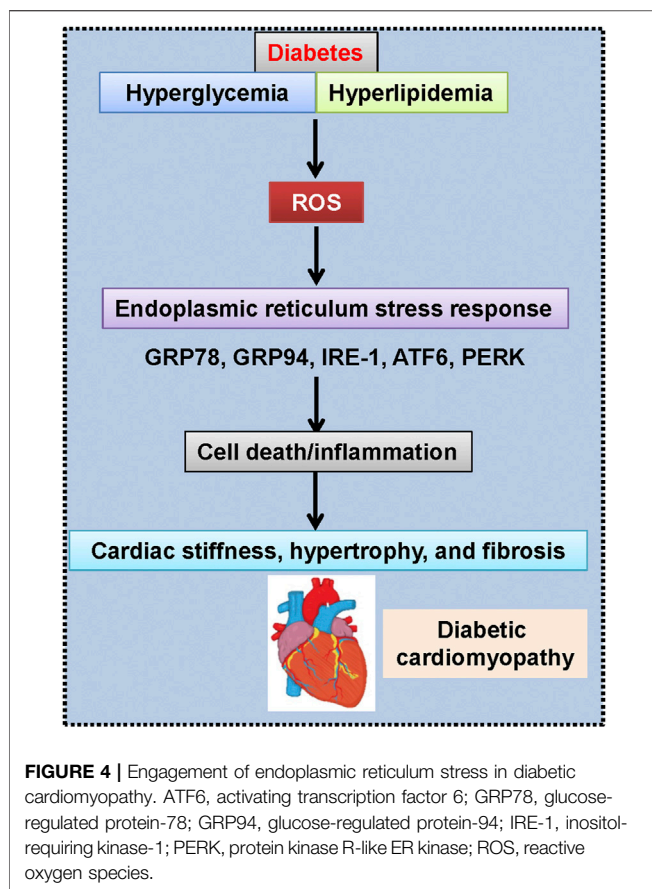 Diabetes
Hyperglycemia Hyperlipidemia
ROS
Endoplasmic reticulum stress response
GRP78, GRP94, IRE-1, ATF6, PERK
Cell death/inflammation
Cardiac stiffness, hypertrophy, and fibrosis
Diabetic
cardiomyopathy
FIGURE 4 | Engagement of endoplasmic reticulum stress in diabetic
cardiomyopathy. ATF6, activating transcription factor 6; GRP78, glucose-
regulated protein-78; GRP94, glucose-regulated protein-94; IRE-1, inositol-
requiring kinase-1; PERK, protein kinase R-like ER kinase; ROS, reactive
oxygen species.